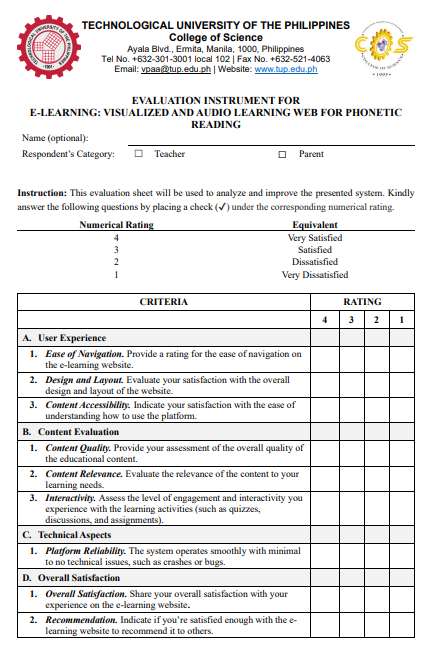 TECHNOLOGICAL UNIVERSITY OF THE PHILIPPINES
College of Science
Ayala Blvd., Ermita, Manila, 1000, Philippines
Tel No. +632-301-3001 local 102 | Fax No. +632-521-4063
Email: vpaa@tup.edu.ph | Website: www.tup.edu.ph
COS
EVALUATION INSTRUMENT FOR
E-LEARNING: VISUALIZED AND AUDIO LEARNING WEB FOR PHONETIC
READING
Name (optional):
Respondent's Category: ☐ Teacher ☐ Parent
Instruction: This evaluation sheet will be used to analyze and improve the presented system. Kindly
answer the following questions by placing a check (✓) under the corresponding numerical rating.
Numerical Rating Equivalent
4 Very Satisfied
3 Satisfied
2 Dissatisfied
1 Very Dissatisfied
CRITERIA RATING
4 3 2 1
A. User Experience
1. Ease of Navigation. Provide a rating for the ease of navigation on
the e-learning website.
2. Design and Layout. Evaluate your satisfaction with the overall
design and layout of the website.
3. Content Accessibility. Indicate your satisfaction with the ease of
understanding how to use the platform.
B. Content Evaluation
1. Content Quality. Provide your assessment of the overall quality of
the educational content.
2. Content Relevance. Evaluate the relevance of the content to your
learning needs.
3. Interactivity. Assess the level of engagement and interactivity you
experience with the learning activities (such as quizzes,
discussions, and assignments).
C. Technical Aspects
1. Platform Reliability. The system operates smoothly with minimal
to no technical issues, such as crashes or bugs.
D. Overall Satisfaction
1. Overall Satisfaction. Share your overall satisfaction with your
experience on the e-learning website.
2. Recommendation. Indicate if you're satisfied enough with the e-
learning website to recommend it to others.